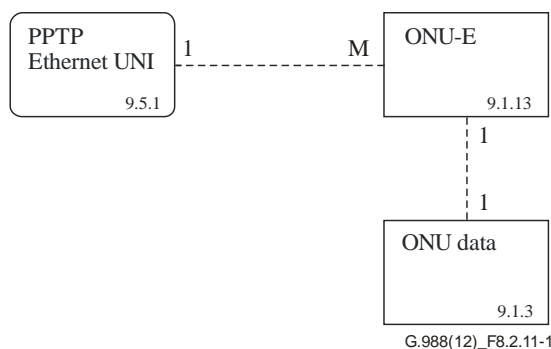 PPTP
Ethernet UNI
9.5.1
1
M
ONU-E
9.1.13
1
1
ONU data
9.1.3
G.988(12)_F8.2.11-1